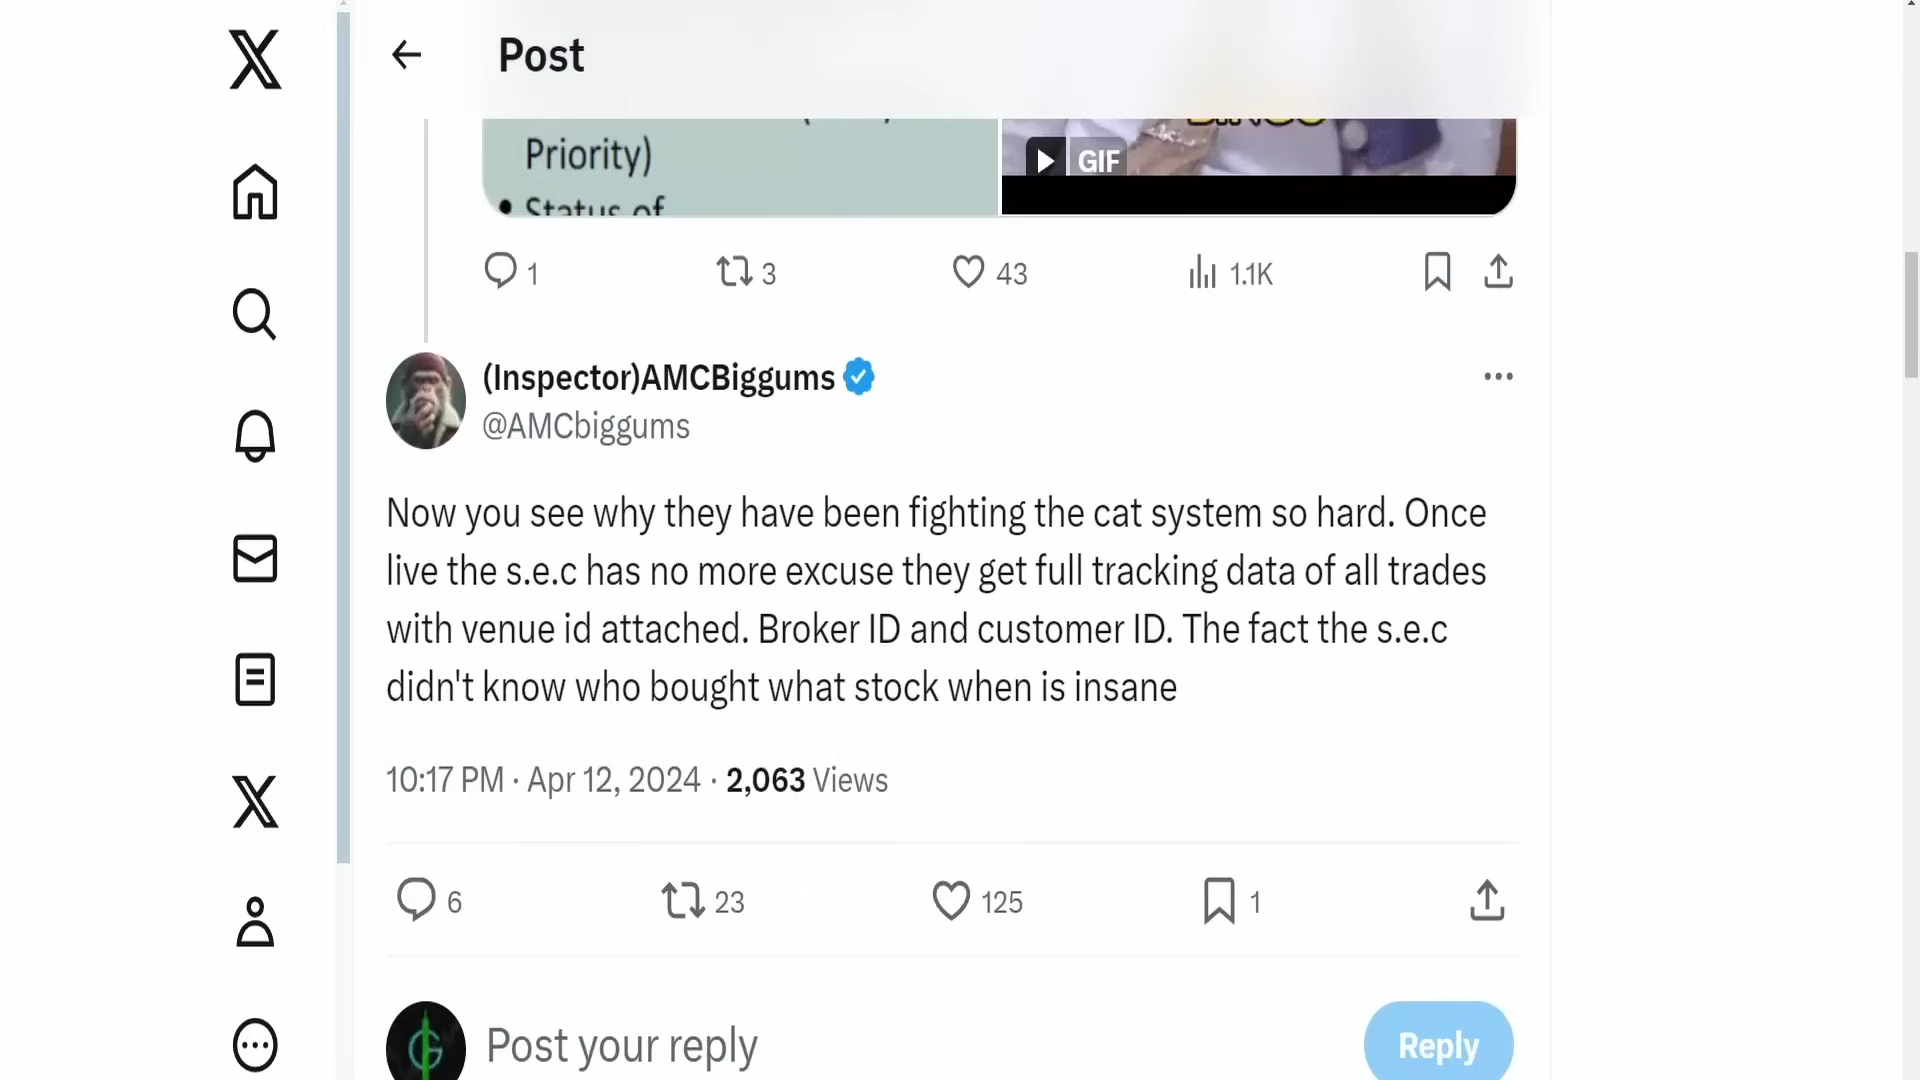 Post
Priority)
• Status of
GIF
1
3
43
1.1K
(Inspector)AMCBiggums
@AMCbiggums
Now you see why they have been fighting the cat system so hard. Once
live the s.e.c has no more excuse they get full tracking data of all trades
with venue id attached. Broker ID and customer ID. The fact the s.e.c
didn't know who bought what stock when is insane
10:17 PM · Apr 12, 2024 · 2,063 Views
6
23
125
1
Post your reply
Reply